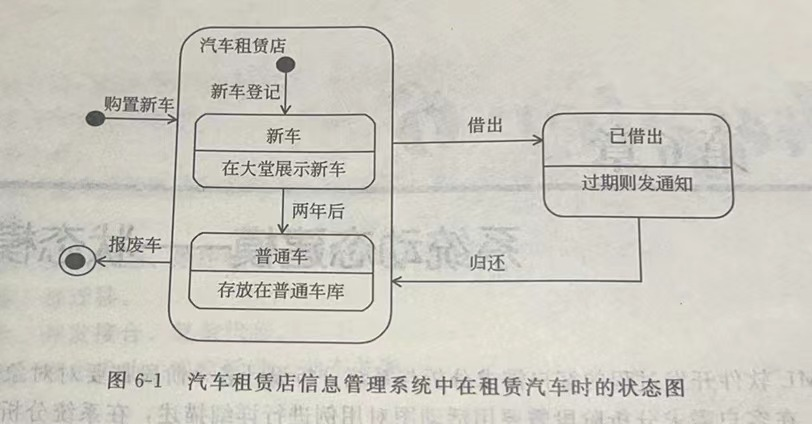 汽车租赁店
购置新车
新车登记
新车
在大堂展示新车
借出
已借出
过期则发通知
两年后
报废车
普通车
存放在普通车库
归还
图 6-1 汽车租赁店信息管理系统中在租赁汽车时的状态图